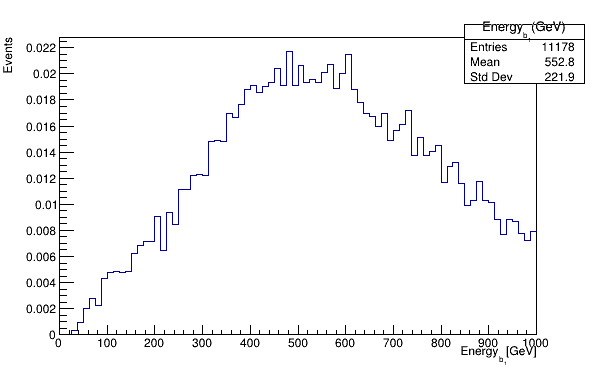 Energy_b_1(GeV)
Entries 11178
Mean 552.8
Std Dev 221.9
Events
0.022
0.02
0.018
0.016
0.014
0.012
0.01
0.008
0.006
0.004
0.002
0
0 100 200 300 400 500 600 700 800 900 1000
Energy_b_1[GeV]